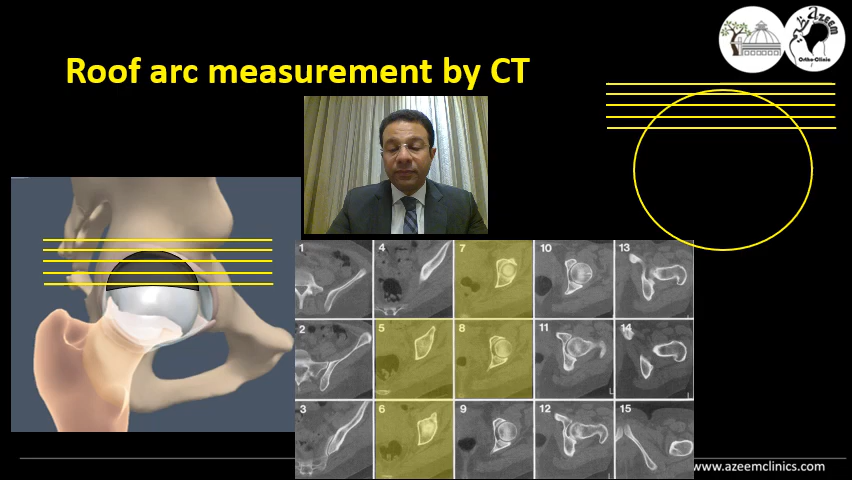 Roof arc measurement by CT
Azeem
Ortho-Clinic
1 4 7 10 13
2 5 8 11 14
3 6 9 12 15
www.azeemclinics.com